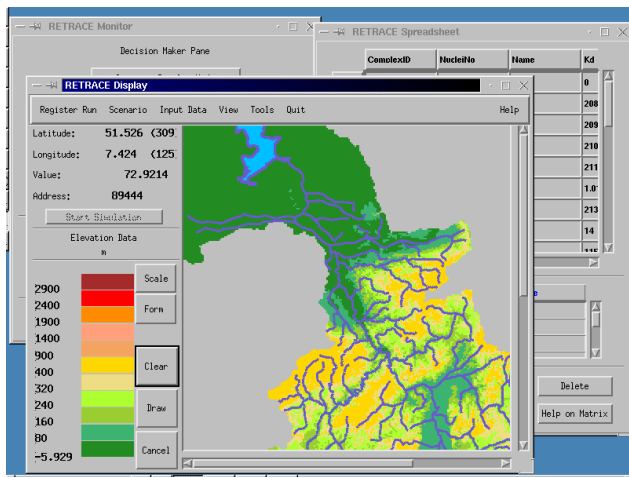 RETRACE Monitor
Decision Maker Pane
RETRACE Spreadsheet
ComplexID NucleiNo Name Kd
0
208
209
210
211
213
14
RETRACE Display
Register Run Scenario Input Data View Tools Quit Help
Latitude: 51.526 (309
Longitude: 7.424 (125
Value: 72.9214
Address: 89444
Start Simulation
Elevation Data
m
2900
2400
1900
1400
900
400
320
240
160
80
-5.929
Scale
Form
Clear
Draw
Cancel
Delete
Help on Matrix